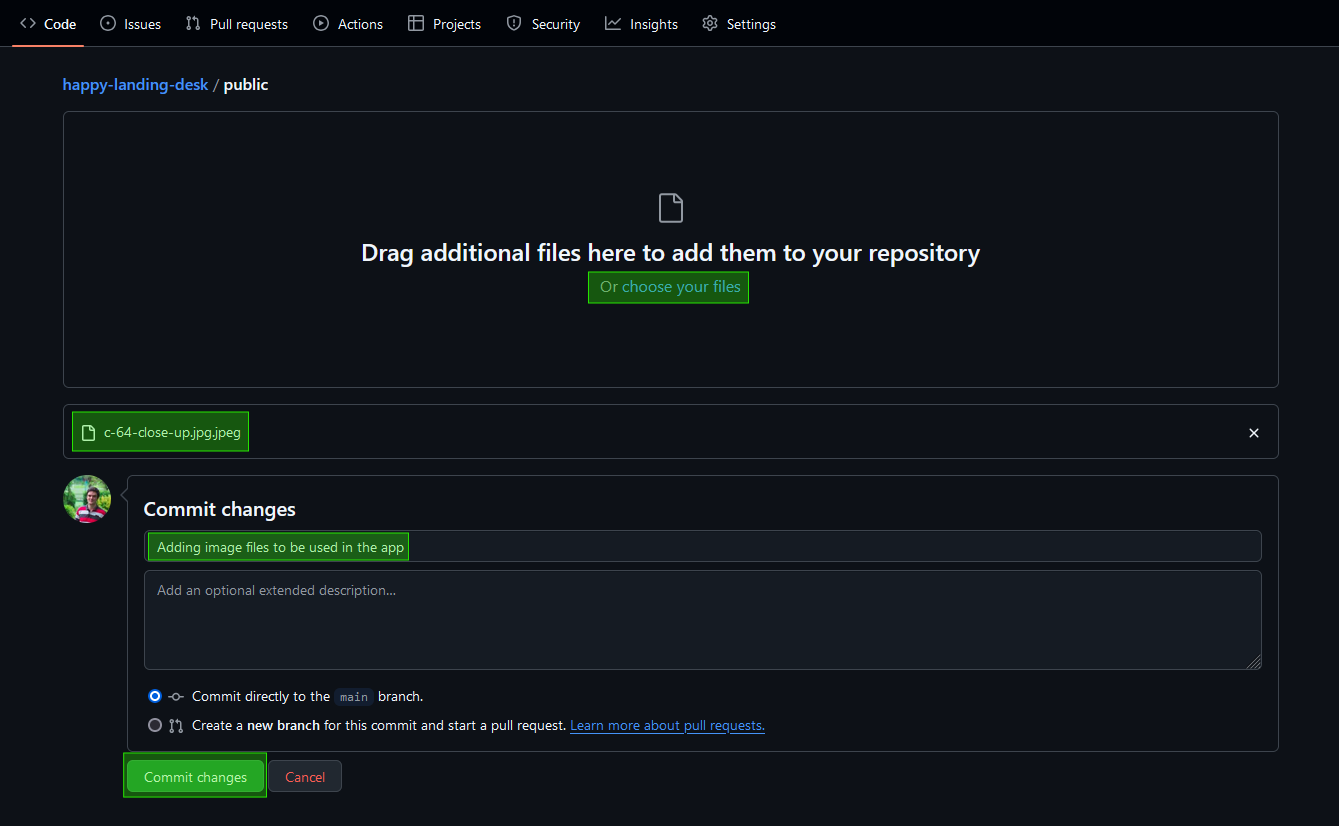 Code Issues Pull requests Actions Projects Security Insights Settings
happy-landing-desk / public
Drag additional files here to add them to your repository
Or choose your files
c-64-close-up.jpg.jpeg
Commit changes
Adding image files to be used in the app
Add an optional extended description...
Commit directly to the main branch.
Create a new branch for this commit and start a pull request. Learn more about pull requests.
Commit changes Cancel